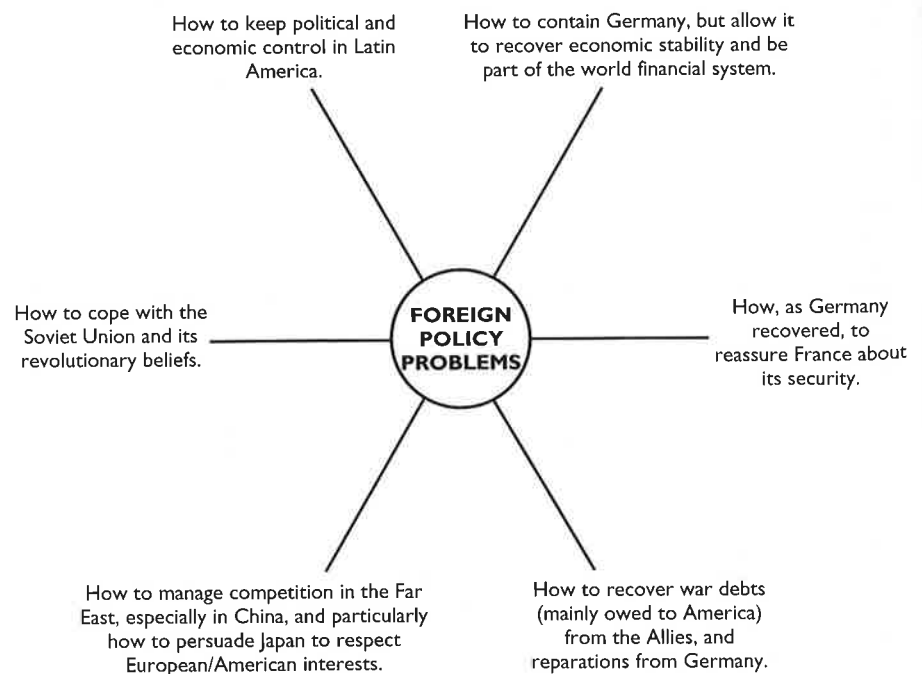 How to keep political and
economic control in Latin
America.
How to contain Germany, but allow it
to recover economic stability and be
part of the world financial system.
How to cope with the
Soviet Union and its
revolutionary beliefs.
FOREIGN
POLICY
PROBLEMS
How, as Germany
recovered, to
reassure France about
its security.
How to manage competition in the Far
East, especially in China, and particularly
how to persuade Japan to respect
European/American interests.
How to recover war debts
(mainly owed to America)
from the Allies, and
reparations from Germany.